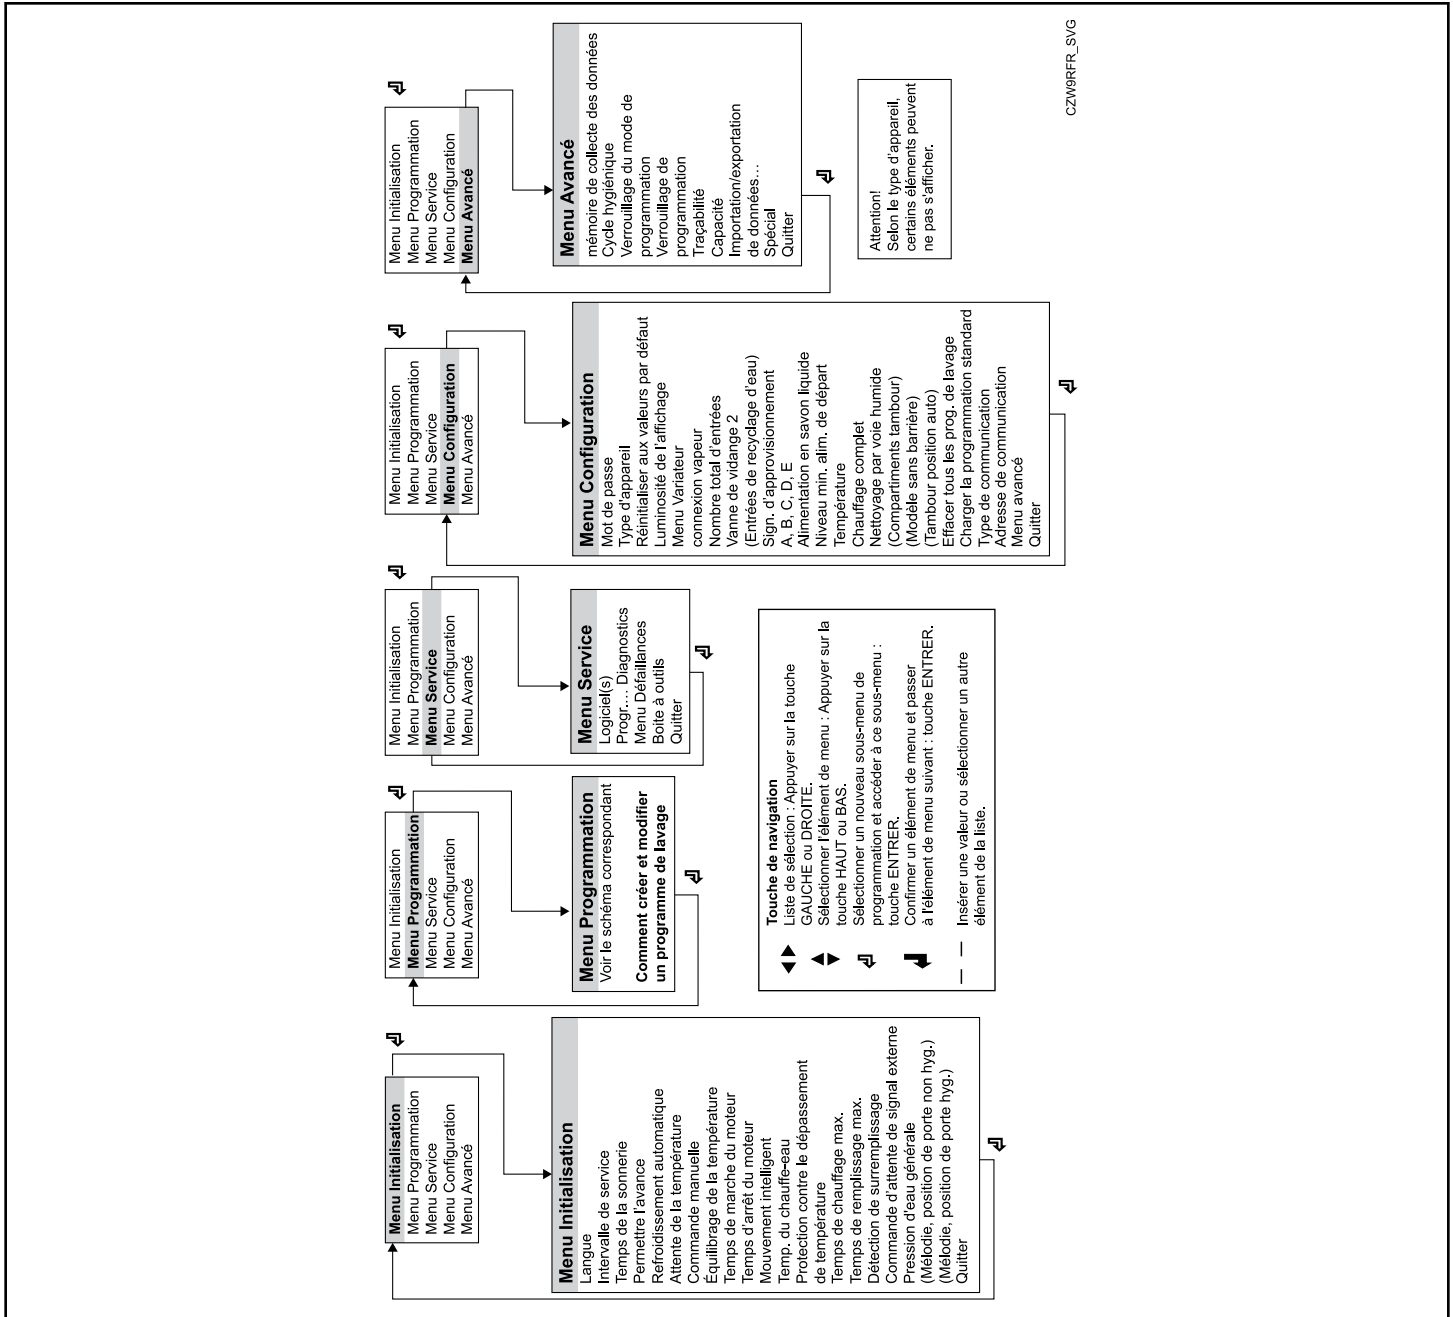 Menu Initialisation
Menu Programmation
Menu Service
Menu Configuration
Menu Avancé
Menu Initialisation
Langue
Intervalle de service
Temps de la sonnerie
Permettre l'avance
Refroidissement automatique
Attente de la température
Commande manuelle
Équilibrage de la température
Temps de marche du moteur
Temps d'arrêt du moteur
Mouvement intelligent
Temp. du chauffe-eau
Protection contre le dépassement
de température
Temps de chauffage max.
Temps de remplissage max.
Détection de surremplissage
Commande d'attente de signal externe
Pression d'eau générale
(Mélodie, position de porte non hyg.)
(Mélodie, position de porte hyg.)
Quitter
Menu Initialisation
Menu Programmation
Menu Service
Menu Configuration
Menu Avancé
Menu Programmation
Voir le schéma correspondant
Comment créer et modifier
un programme de lavage
Menu Initialisation
Menu Programmation
Menu Service
Menu Configuration
Menu Avancé
Menu Service
Logiciel(s)
Progr.... Diagnostics
Menu Défaillances
Boite à outils
Quitter
Touche de navigation
Liste de sélection : Appuyer sur la touche
GAUCHE ou DROITE.
Sélectionner l'élément de menu : Appuyer sur la
touche HAUT ou BAS.
Sélectionner un nouveau sous-menu de
programmation et accéder à ce sous-menu :
touche ENTRER.
Confirmer un élément de menu et passer
à l'élément de menu suivant : touche ENTRER.
— — Insérer une valeur ou sélectionner un autre
élément de la liste.
Menu Initialisation
Menu Programmation
Menu Service
Menu Configuration
Menu Avancé
Menu Configuration
Mot de passe
Type d'appareil
Réinitialiser aux valeurs par défaut
Luminosité de l'affichage
Menu Variateur
connexion vapeur
Nombre total d'entrées
Vanne de vidange 2
(Entrées de recyclage d'eau)
Sign. d'approvisionnement
A, B, C, D, E
Alimentation en savon liquide
Niveau min. alim. de départ
Température
Chauffage complet
Nettoyage par voie humide
(Compartiments tambour)
(Modèle sans barrière)
(Tambour position auto)
Effacer tous les prog. de lavage
Charger la programmation standard
Type de communication
Adresse de communication
Menu avancé
Quitter
Menu Initialisation
Menu Programmation
Menu Service
Menu Configuration
Menu Avancé
Menu Avancé
mémoire de collecte des données
Cycle hygiénique
Verrouillage du mode de
programmation
Verrouillage de
programmation
Traçabilité
Capacité
Importation/exportation
de données...
Spécial
Quitter
Attention!
Selon le type d'appareil,
certains éléments peuvent
ne pas s'afficher.
CZW9RFR_SVG